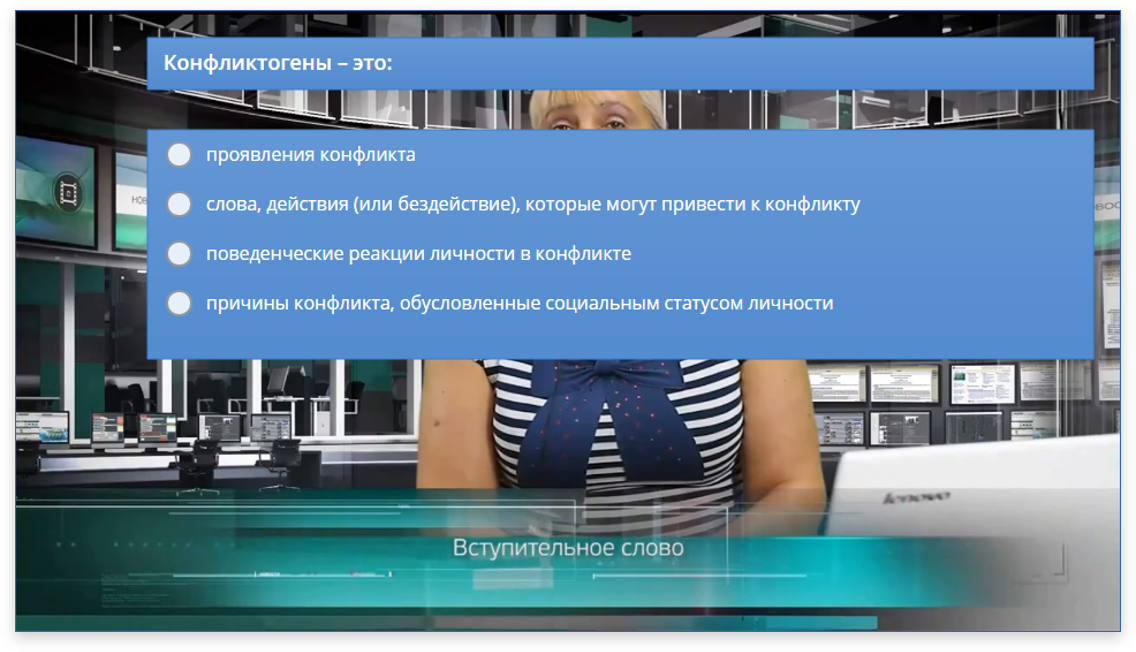 Конфликтогены – это:
проявления конфликта
слова, действия (или бездействие), которые могут привести к конфликту
поведенческие реакции личности в конфликте
причины конфликта, обусловленные социальным статусом личности
lenovo
Вступительное слово